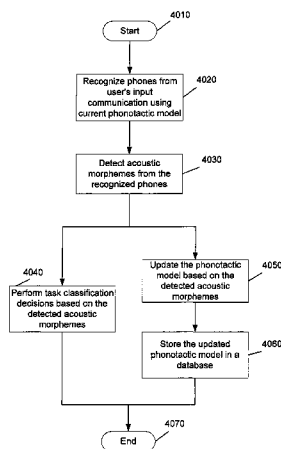 4010
Start
4020
Recognize phones from
user's input
communication using
current phonotactic model
4030
Detect acoustic
morphemes from the
recognized phones
4040
Perform task classification
decisions based on the
detected acoustic
morphemes
4050
Update the phonotactic
model based on the
detected acoustic
morphemes
4060
Store the updated
phonotactic model in a
database
4070
End